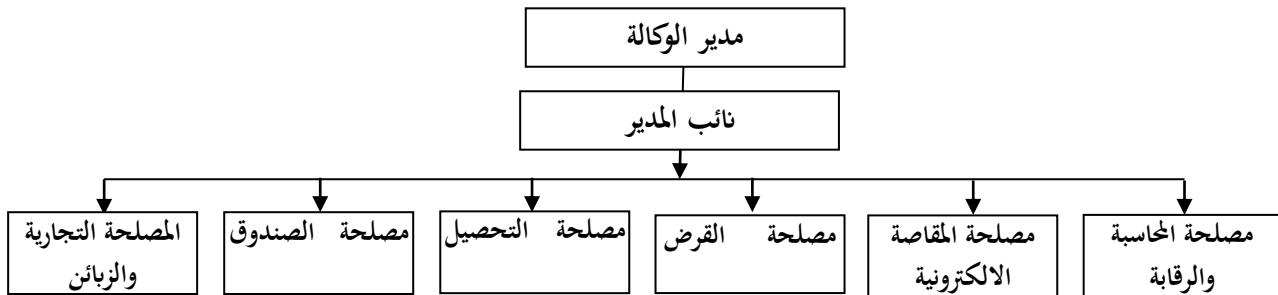 مدير الوكالة
نائب المدير
مصلحة المحاسبة
والرقابة
مصلحة المقاصة
الالكترونية
مصلحة القرض
مصلحة التحصيل
مصلحة الصندوق
المصلحة التجارية
والزبائن